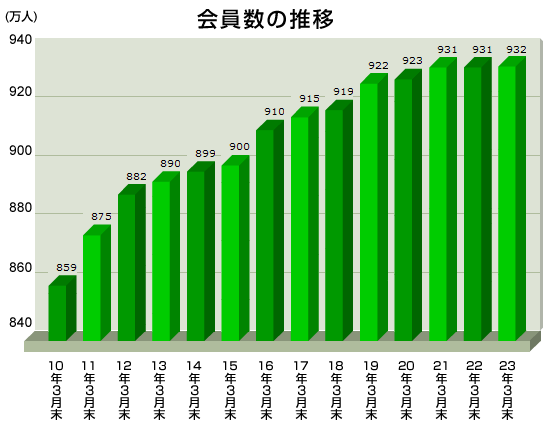 (万人)
会員数の推移
940
920
900
880
860
840
859
875
882
890
899
900
910
915
919
922
923
931
931
932
10年3月末
11年3月末
12年3月末
13年3月末
14年3月末
15年3月末
16年3月末
17年3月末
18年3月末
19年3月末
20年3月末
21年3月末
22年3月末
23年3月末